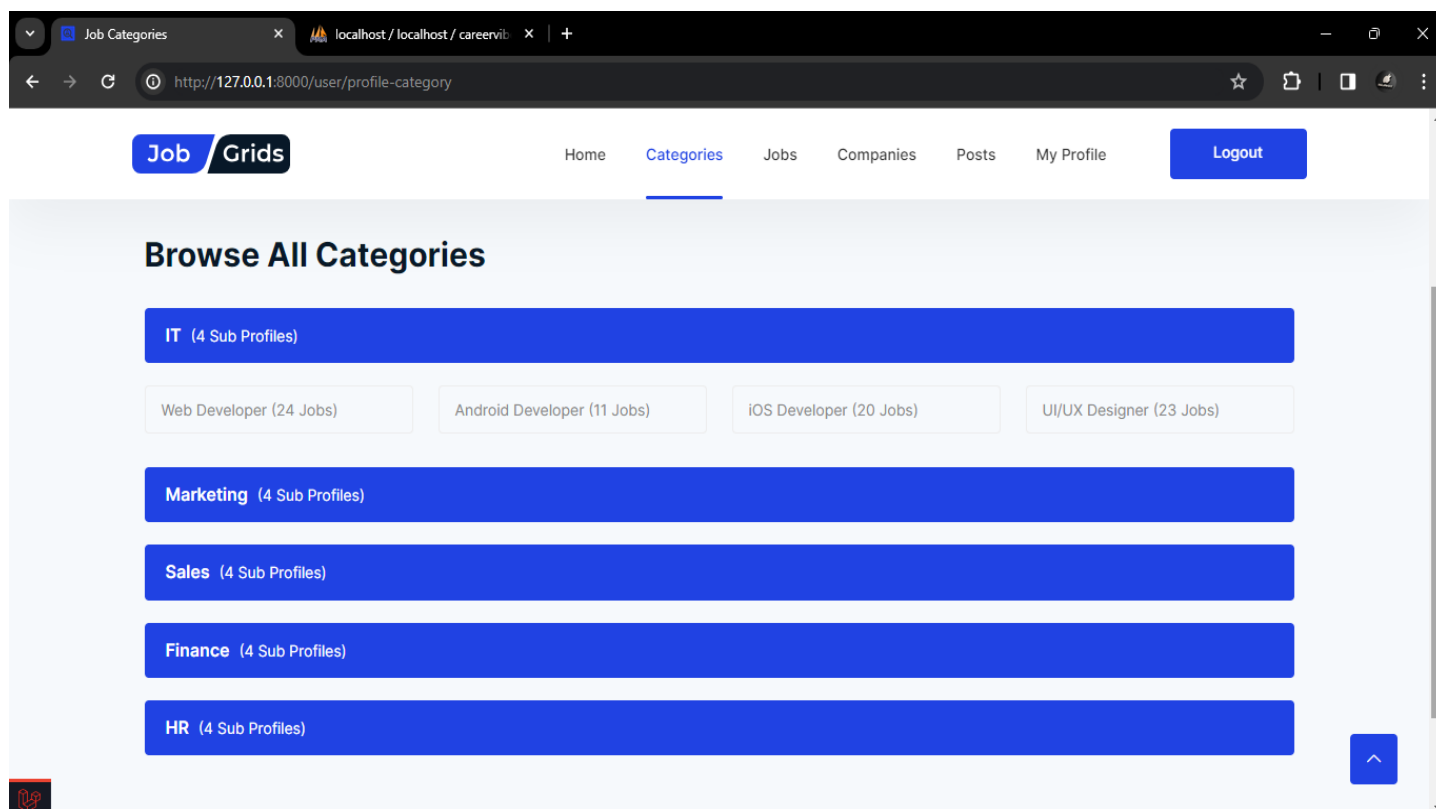 Job Categories localhost / localhost / careervib
http://127.0.0.1:8000/user/profile-category
Job Grids Home Categories Jobs Companies Posts My Profile Logout
Browse All Categories
IT (4 Sub Profiles)
Web Developer (24 Jobs) Android Developer (11 Jobs) iOS Developer (20 Jobs) UI/UX Designer (23 Jobs)
Marketing (4 Sub Profiles)
Sales (4 Sub Profiles)
Finance (4 Sub Profiles)
HR (4 Sub Profiles)